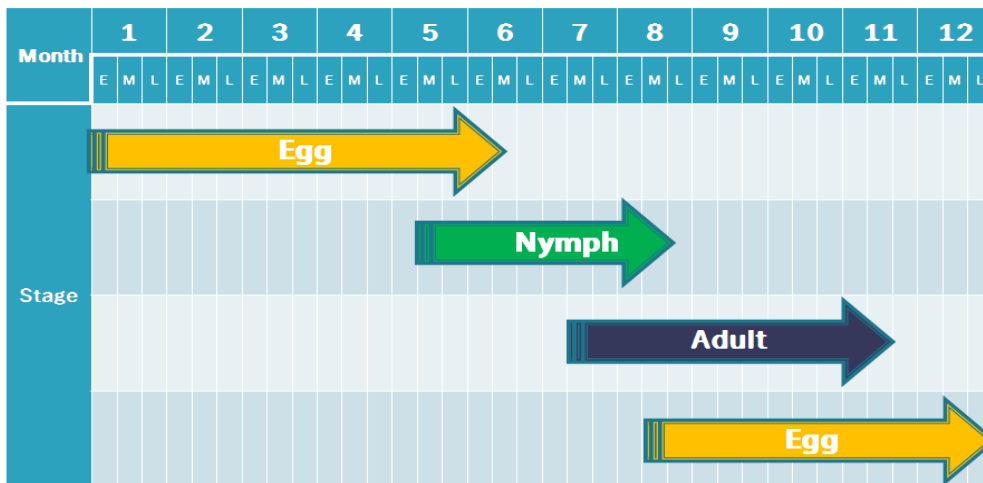 Month 1 2 3 4 5 6 7 8 9 10 11 12
E M L E M L E M L E M L E M L E M L E M L E M L E M L E M L E M L E M L
Egg
Nymph
Stage
Adult
Egg